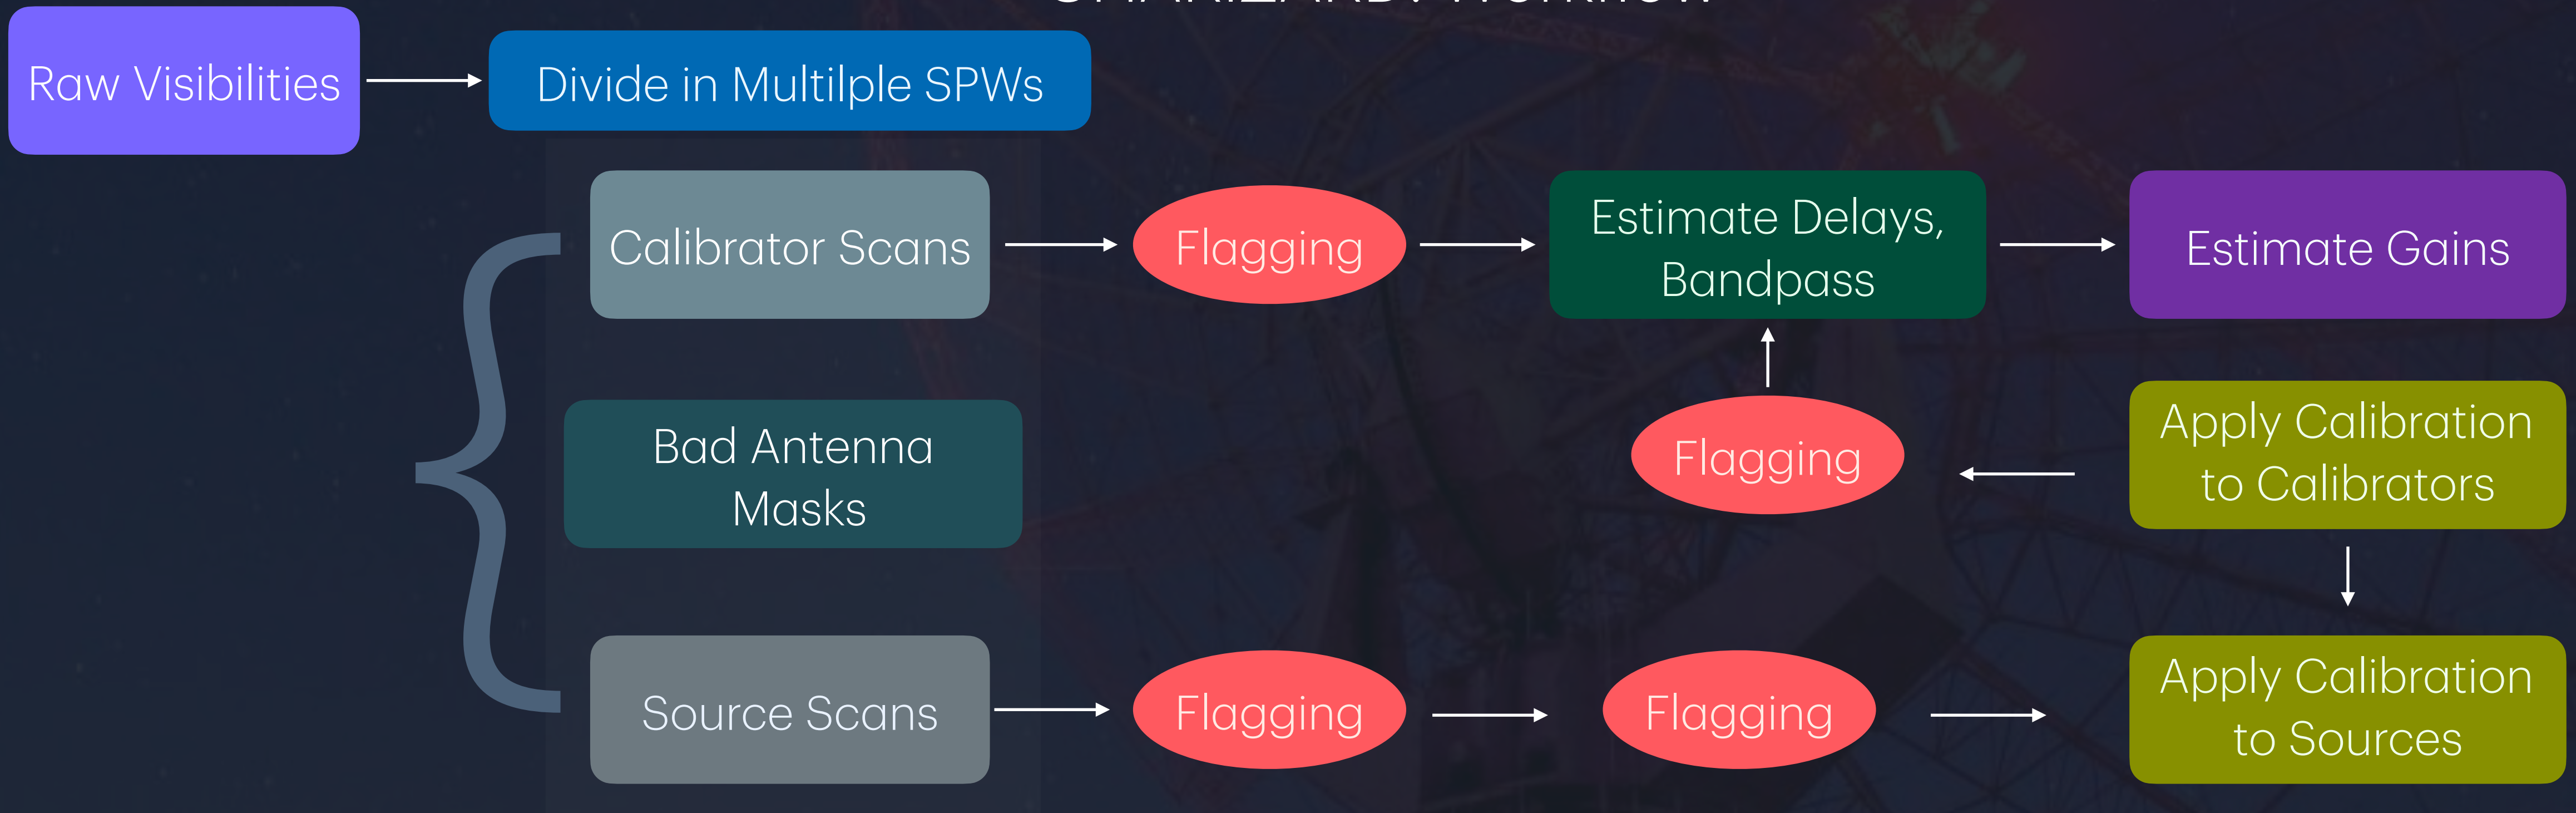 Raw Visibilities
Divide in Multilple SPWs
Calibrator Scans
Flagging
Estimate Delays,
Bandpass
Estimate Gains
Bad Antenna
Masks
Flagging
Apply Calibration
to Calibrators
Source Scans
Flagging
Flagging
Apply Calibration
to Sources